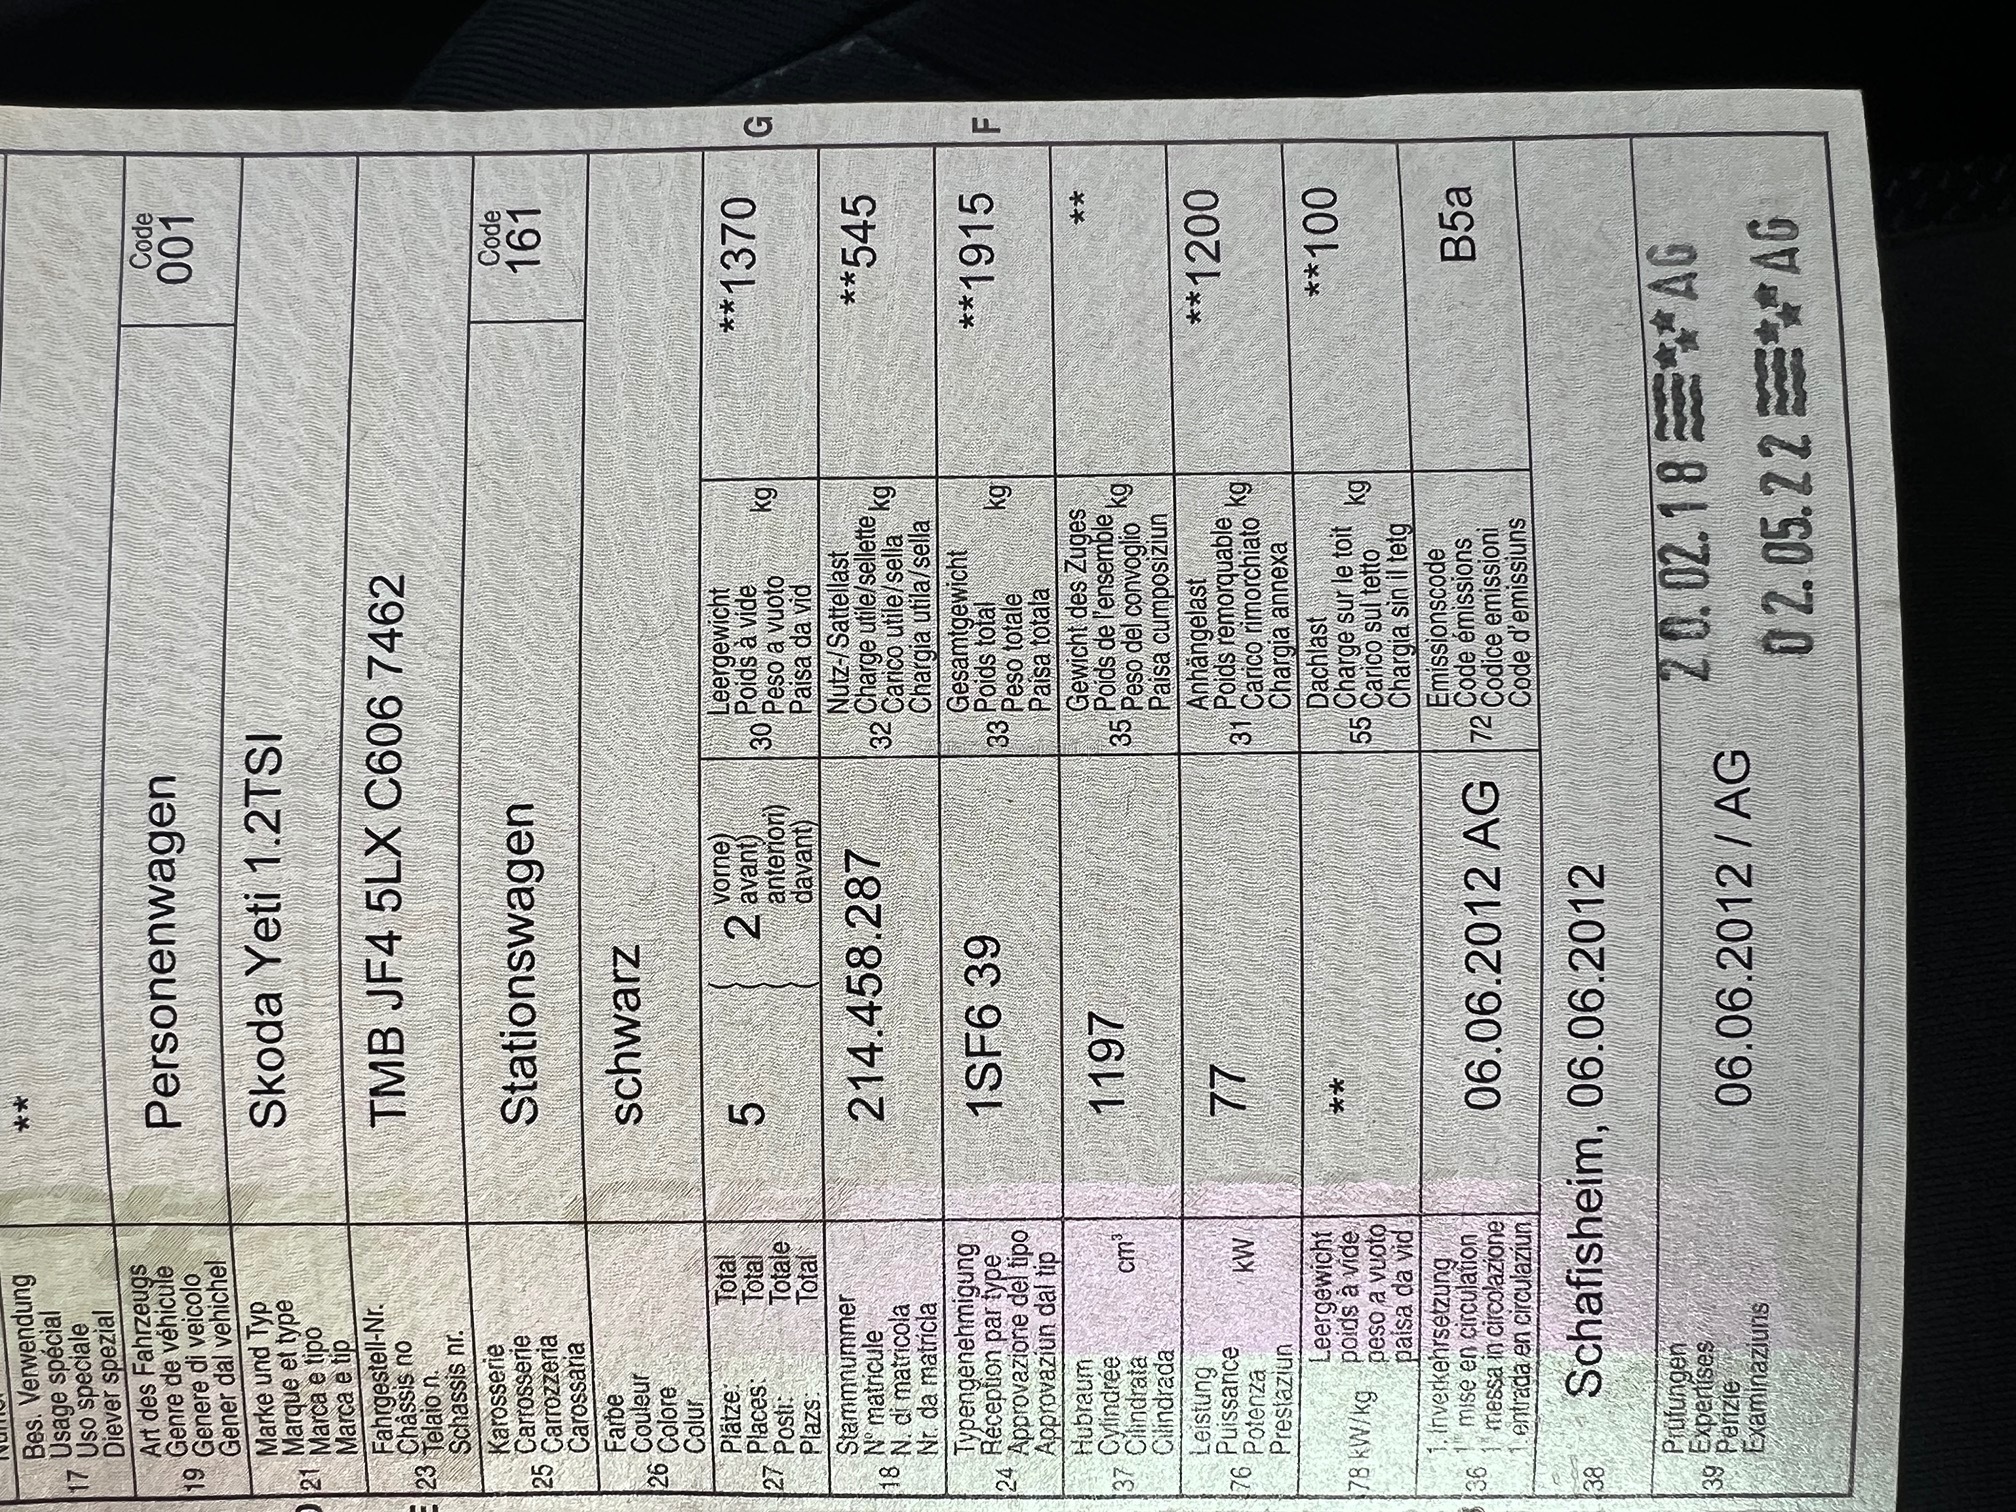 Bes. Verwendung
Usage spécial
17 Uso speciale
Diever spezial
**
Art des Fahrzeugs
Genre de véhicule
19 Genere di veicolo
Gener dal vehichel
Personenwagen
Code
001
Marke und Typ
Marque et type
21 Marca e tipo
Marca e tip
Skoda Yeti 1.2TSI
Fahrgestell-Nr.
Châssis no
23 Telaio n.
Schassis nr.
TMB JF4 5LX C606 7462
Karosserie
Carrosserie
25 Carrozzeria
Carossaria
Stationswagen
Code
161
Farbe
Couleur
26 Colore
Colur
schwarz
Plätze: Total
Places: Total
27 Posti: Totale
Plazs: Total
5
2
vorne)
avant)
anteriori)
davant)
Leergewicht
Poids à vide
30 Peso a vuoto kg
Paisa da vid
**1370
G
Stammnummer
N° matricule
18 N. di matricola
Nr. da matricla
214.458.287
Nutz-/Sattellast
Charge utile/sellette
32 Carico utile/sella kg
Chargia utila/sella
**545
Typengenehmigung
Réception par type
24 Approvazione del tipo
Approvaziun dal tip
1SF6 39
Gesamtgewicht
Poids total
33 Peso totale kg
Paisa totala
**1915
F
Hubraum
Cylindrée
37 Cilindrata cm³
Cilindrada
1197
Gewicht des Zuges
Poids de l'ensemble
35 Peso del convoglio kg
Paisa cumposiziun
**
Leistung
Puissance
76 Potenza kW
Prestaziun
77
Anhängelast
Poids remorquable
31 Carico rimorchiato kg
Chargia annexa
**1200
Leergewicht
poids à vide
78 kW/kg peso a vuoto
paisa da vid
**
Dachlast
Charge sur le toit
55 Carico sul tetto kg
Chargia sin il tetg
**100
1. Inverkehrsetzung
1re mise en circulation
36 1a messa in circolazione
1. entrada en circulaziun
06.06.2012 AG
Emissionscode
Code émissions
72 Codice emissioni
Code d'emissiuns
B5a
38
Schafisheim, 06.06.2012
Prüfungen
Expertises
39 Perizie
Examinaziuns
06.06.2012 / AG
20.02.18 AG
02.05.22 AG